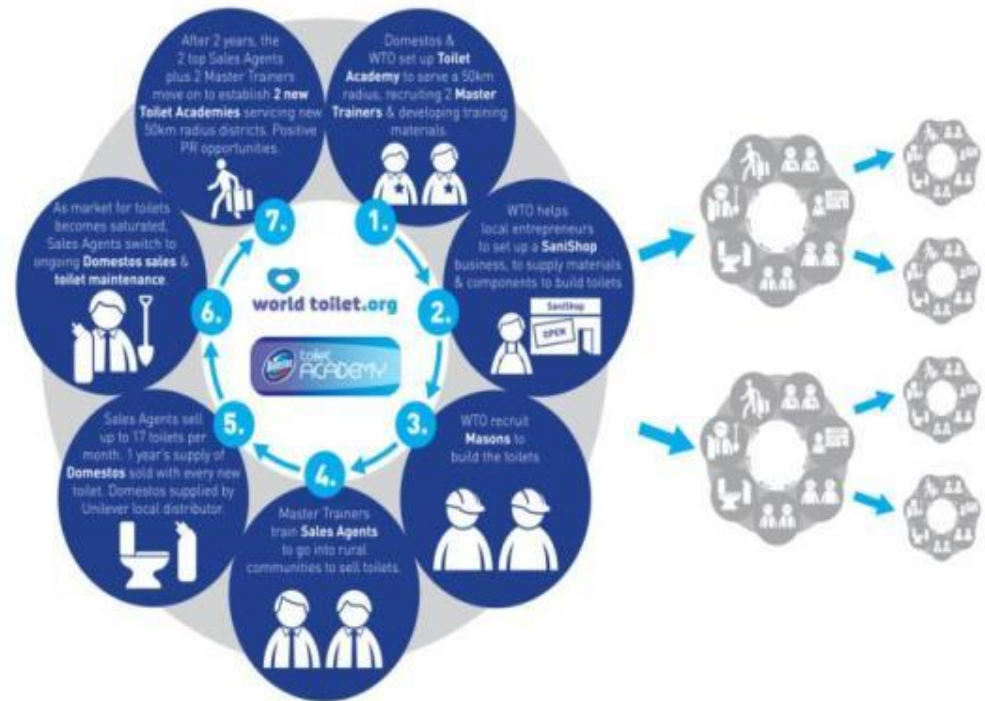 After 2 years, the
2 top Sales Agents
plus 2 Master Trainers
move on to establish 2 new
Toilet Academies servicing new
50km radius districts. Positive
PR opportunities.
7.
Domestos &
WTO set up Toilet
Academy to serve a 50km
radius, recruiting 2 Master
Trainers & developing training
materials.
1.
WTO helps
local entrepreneurs
to set up a SaniShop
business, to supply materials
& components to build toilets
SaniShop
OPEN
2.
WTO recruit
Masons to
build the toilets
3.
Master Trainers
train Sales Agents
to go into rural
communities to sell toilets.
4.
Sales Agents sell
up to 17 toilets per
month. 1 year's supply of
Domestos sold with every new
toilet. Domestos supplied by
Unilever local distributor.
5.
As market for toilets
becomes saturated,
Sales Agents switch to
ongoing Domestos sales &
toilet maintenance.
6.
world toilet.org
Domestos
toilet
ACADEMY